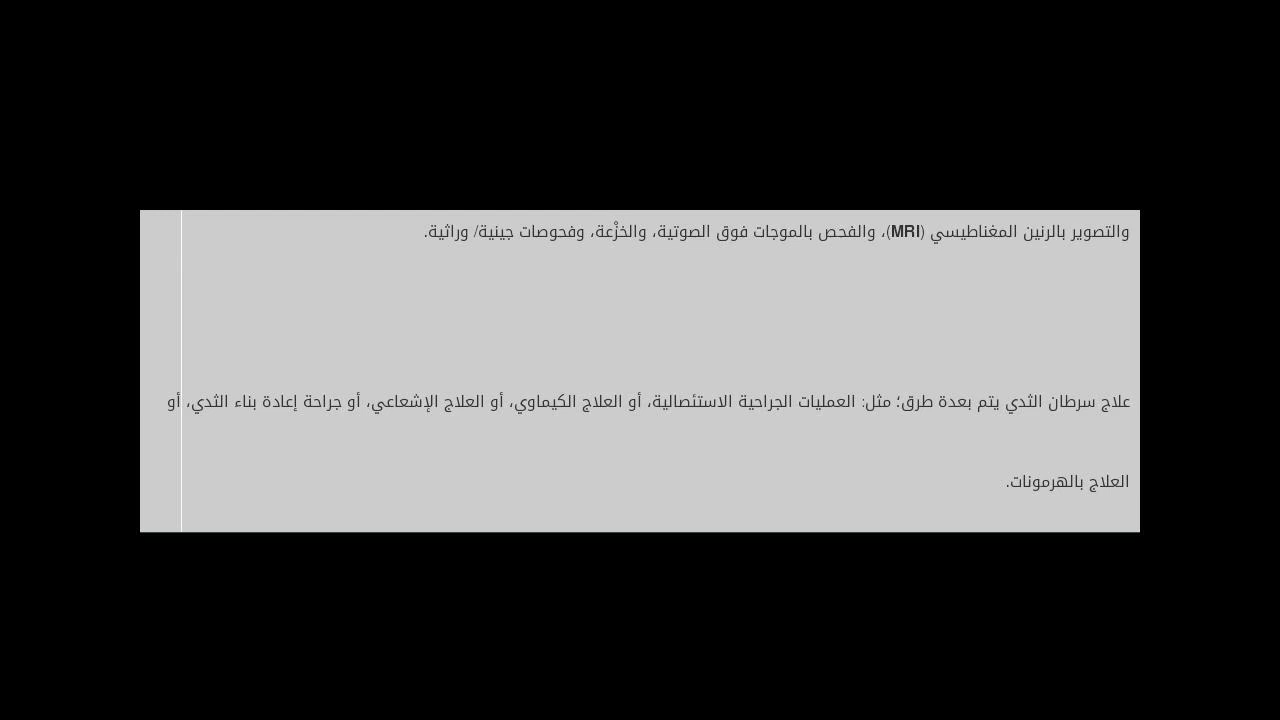 والتصوير بالرنين المغناطيسي (MRI)، والفحص بالموجات فوق الصوتية، والخزْعة، وفحوصات جينية/ وراثية.
علاج سرطان الثدي يتم بعدة طرق؛ مثل: العمليات الجراحية الاستئصالية، أو العلاج الكيماوي، أو العلاج الإشعاعي، أو جراحة إعادة بناء الثدي، أو
العلاج بالهرمونات.